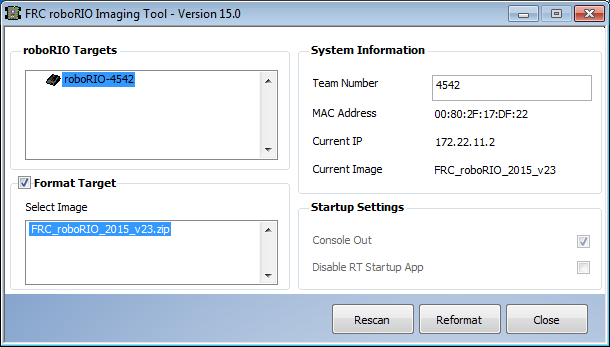 FRC roboRIO Imaging Tool - Version 15.0
roboRIO Targets
roboRIO-4542
Format Target
Select Image
FRC_roboRIO_2015_v23.zip
System Information
Team Number 4542
MAC Address 00:80:2F:17:DF:22
Current IP 172.22.11.2
Current Image FRC_roboRIO_2015_v23
Startup Settings
Console Out
Disable RT Startup App
Rescan Reformat Close